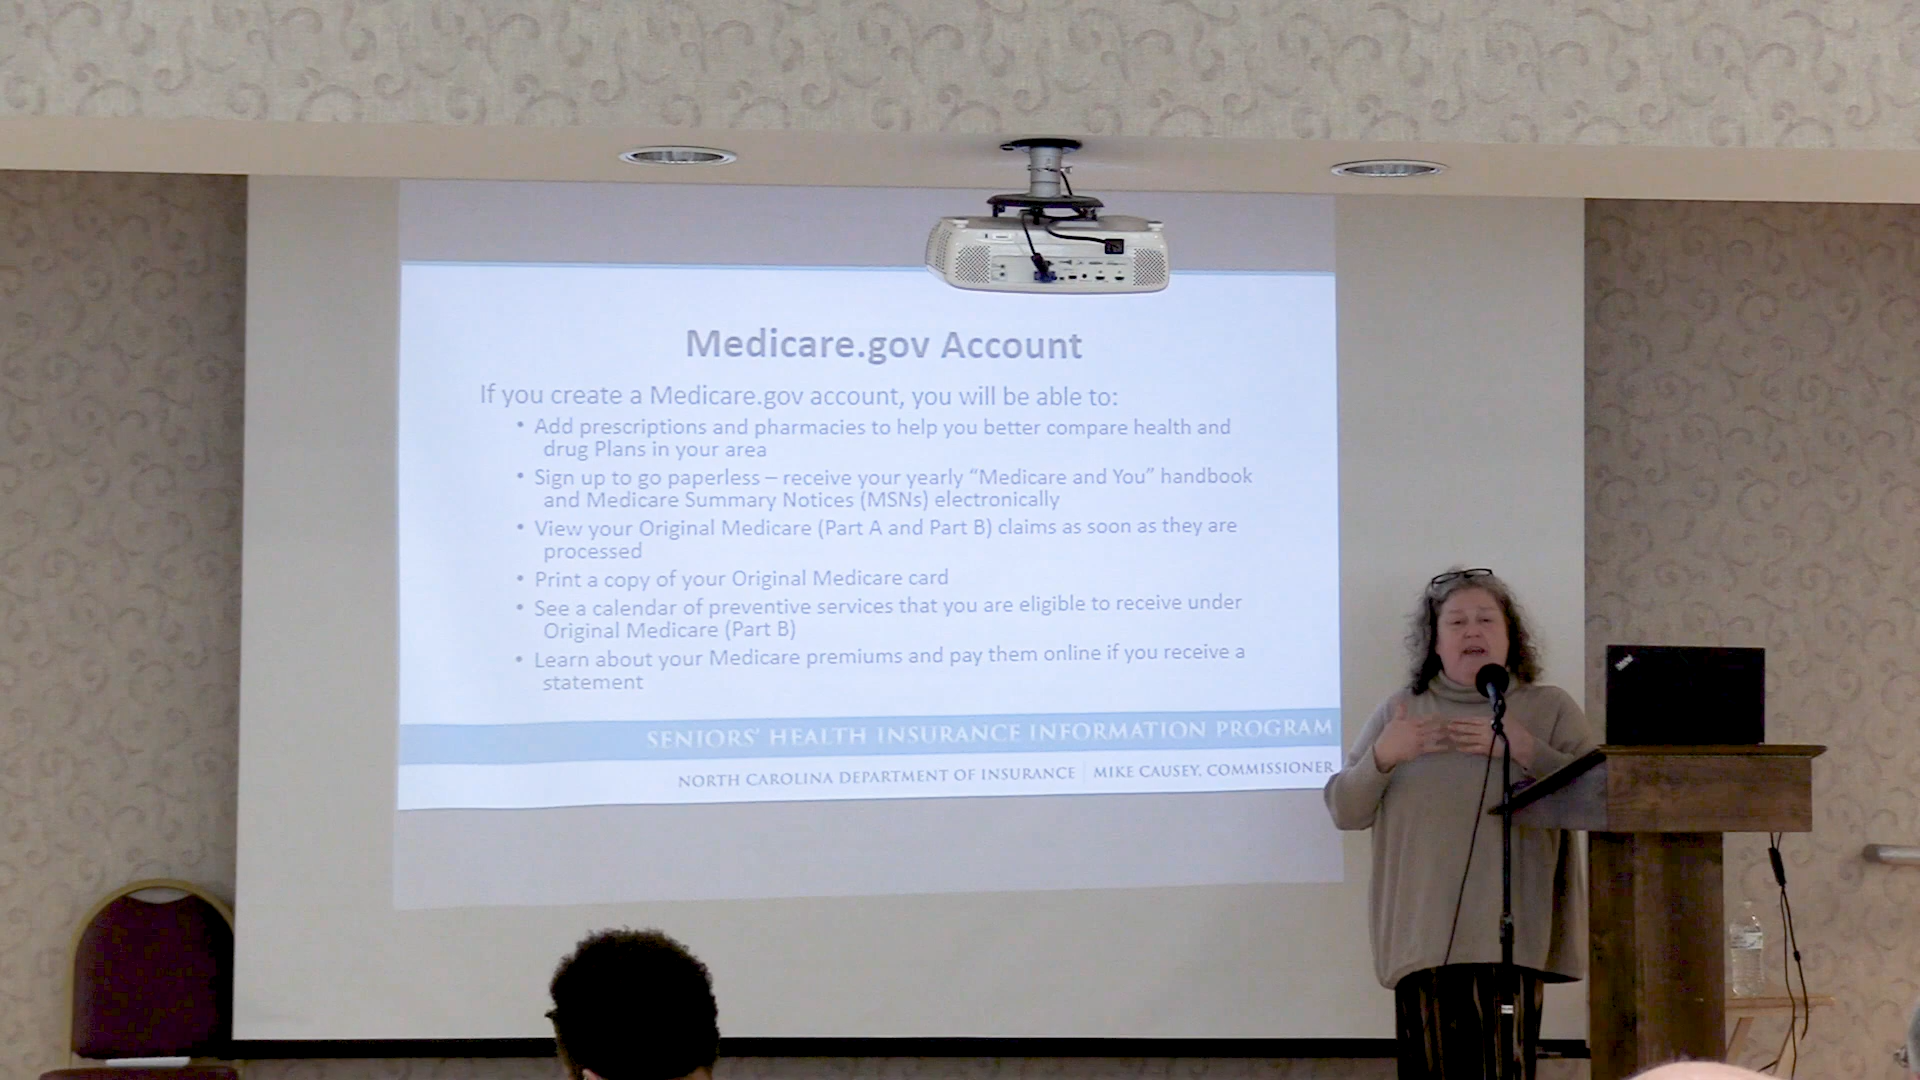 Medicare.gov Account
If you create a Medicare.gov account, you will be able to:
• Add prescriptions and pharmacies to help you better compare health and
drug Plans in your area
• Sign up to go paperless – receive your yearly “Medicare and You” handbook
and Medicare Summary Notices (MSNs) electronically
• View your Original Medicare (Part A and Part B) claims as soon as they are
processed
• Print a copy of your Original Medicare card
• See a calendar of preventive services that you are eligible to receive under
Original Medicare (Part B)
• Learn about your Medicare premiums and pay them online if you receive a
statement
SENIORS’ HEALTH INSURANCE INFORMATION PROGRAM
NORTH CAROLINA DEPARTMENT OF INSURANCE | MIKE CAUSEY, COMMISSIONER